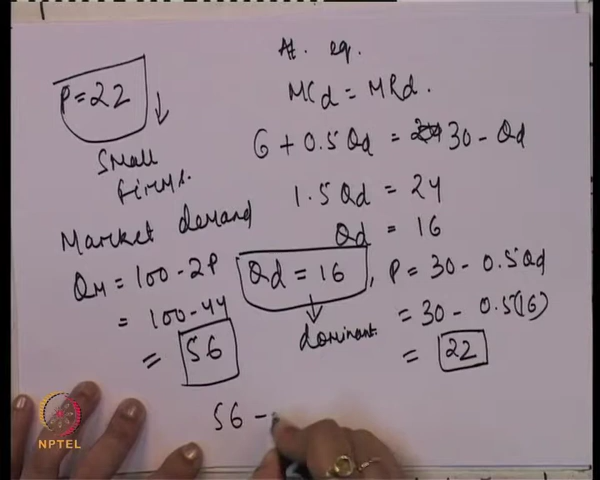 At. eq.
P = 22
MCd = MRd.
Small
firms.
6 + 0.5 Qd = 30 - Qd
1.5 Qd = 24
Qd = 16
Market demand
QM = 100 - 2P
= 100 - 44
= 56
Qd = 16, P = 30 - 0.5 Qd
dominant.
= 30 - 0.5(16)
= 22
56 -
NPTEL